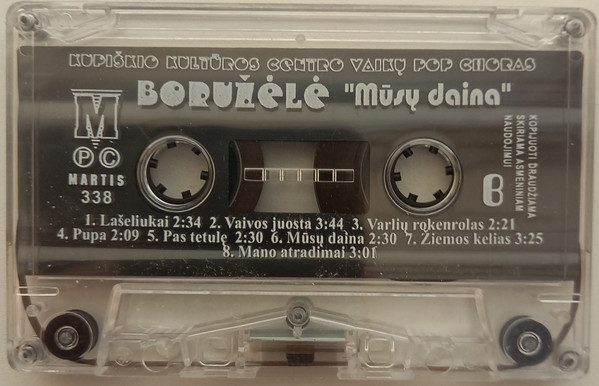 KUPIŠKIO KULTŪROS CENTRO VAIKŲ POP CHORAS
BORUŽĖLĖ "Mūsų daina"
M
Ⓟ Ⓒ
MARTIS
338
KOPIJUOTI DRAUDŽIAMA
SKIRIAMA ASMENINIAM
NAUDOJIMUI
B
1. Lašeliukai 2:34 2. Vaivos juosta 3:44 3. Varlių rokenrolas 2:21
4. Pupa 2:09 5. Pas tetulę 2:30 6. Mūsų daina 2:30 7. Žiemos kelias 3:25
8. Mano atradimai 3:01